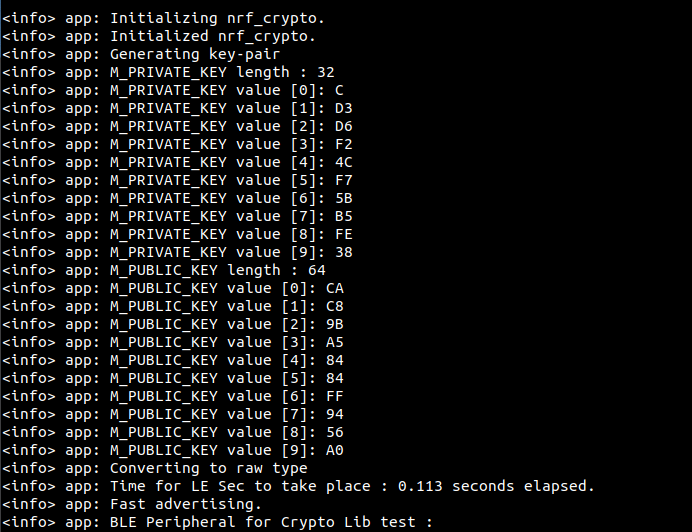 <info> app: Initializing nrf_crypto.
<info> app: Initialized nrf_crypto.
<info> app: Generating key-pair
<info> app: M_PRIVATE_KEY length : 32
<info> app: M_PRIVATE_KEY value [0]: C
<info> app: M_PRIVATE_KEY value [1]: D3
<info> app: M_PRIVATE_KEY value [2]: D6
<info> app: M_PRIVATE_KEY value [3]: F2
<info> app: M_PRIVATE_KEY value [4]: 4C
<info> app: M_PRIVATE_KEY value [5]: F7
<info> app: M_PRIVATE_KEY value [6]: 5B
<info> app: M_PRIVATE_KEY value [7]: B5
<info> app: M_PRIVATE_KEY value [8]: FE
<info> app: M_PRIVATE_KEY value [9]: 38
<info> app: M_PUBLIC_KEY length : 64
<info> app: M_PUBLIC_KEY value [0]: CA
<info> app: M_PUBLIC_KEY value [1]: C8
<info> app: M_PUBLIC_KEY value [2]: 9B
<info> app: M_PUBLIC_KEY value [3]: A5
<info> app: M_PUBLIC_KEY value [4]: 84
<info> app: M_PUBLIC_KEY value [5]: 84
<info> app: M_PUBLIC_KEY value [6]: FF
<info> app: M_PUBLIC_KEY value [7]: 94
<info> app: M_PUBLIC_KEY value [8]: 56
<info> app: M_PUBLIC_KEY value [9]: A0
<info> app: Converting to raw type
<info> app: Time for LE Sec to take place : 0.113 seconds elapsed.
<info> app: Fast advertising.
<info> app: BLE Peripheral for Crypto Lib test :